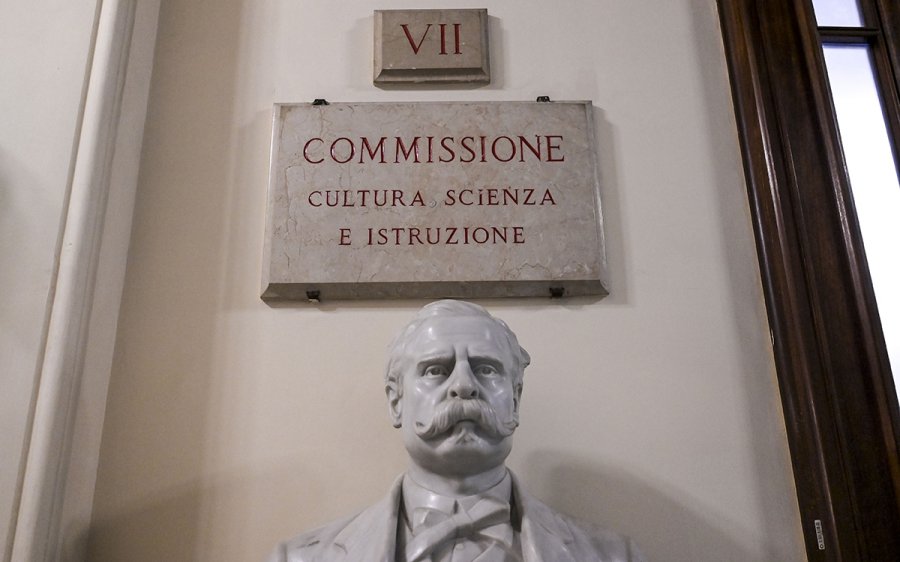 VII
COMMISSIONE
CULTURA, SCIENZA
E ISTRUZIONE